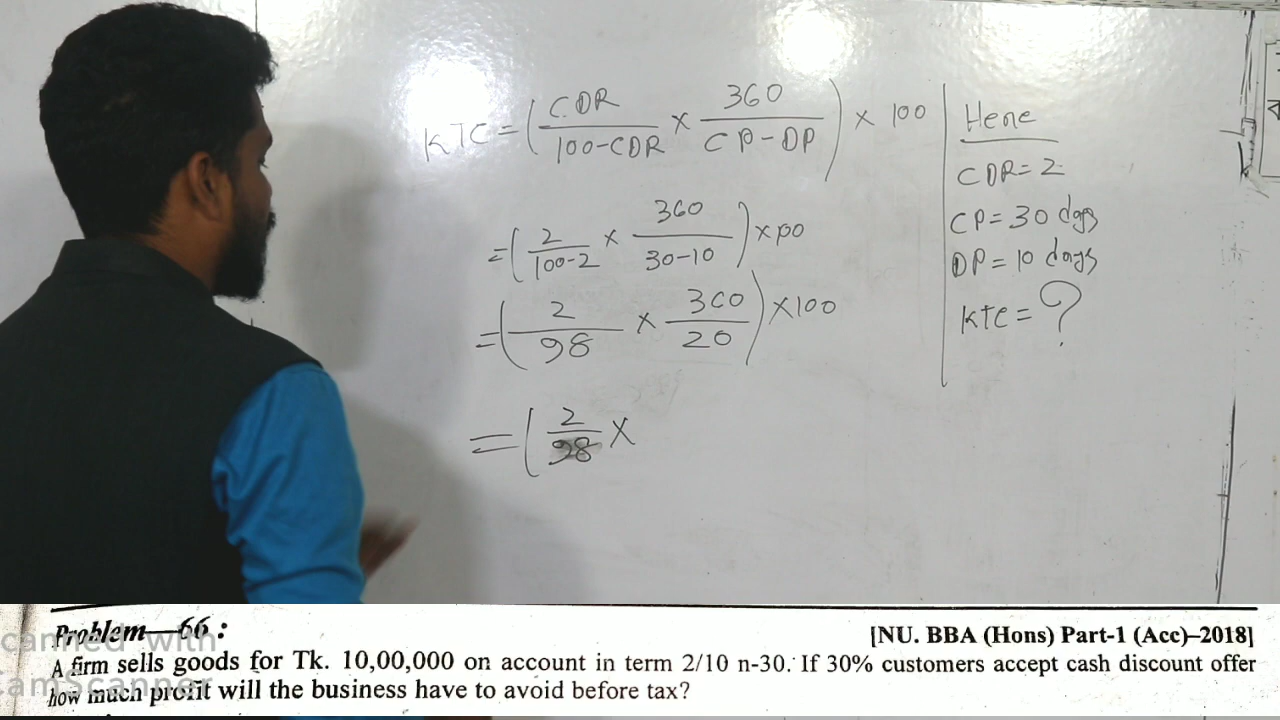 KTC = ( CDR / 100-CDR × 360 / CP-DP ) × 100
= ( 2 / 100-2 × 360 / 30-10 ) × 100
= ( 2 / 98 × 360 / 20 ) × 100
= ( 2 / 98 ×
Here
CDR = 2
CP = 30 days
DP = 10 days
KTC = ?
Problem—66 :
[NU. BBA (Hons) Part-1 (Acc)–2018]
A firm sells goods for Tk. 10,00,000 on account in term 2/10 n-30. If 30% customers accept cash discount offer
how much profit will the business have to avoid before tax?